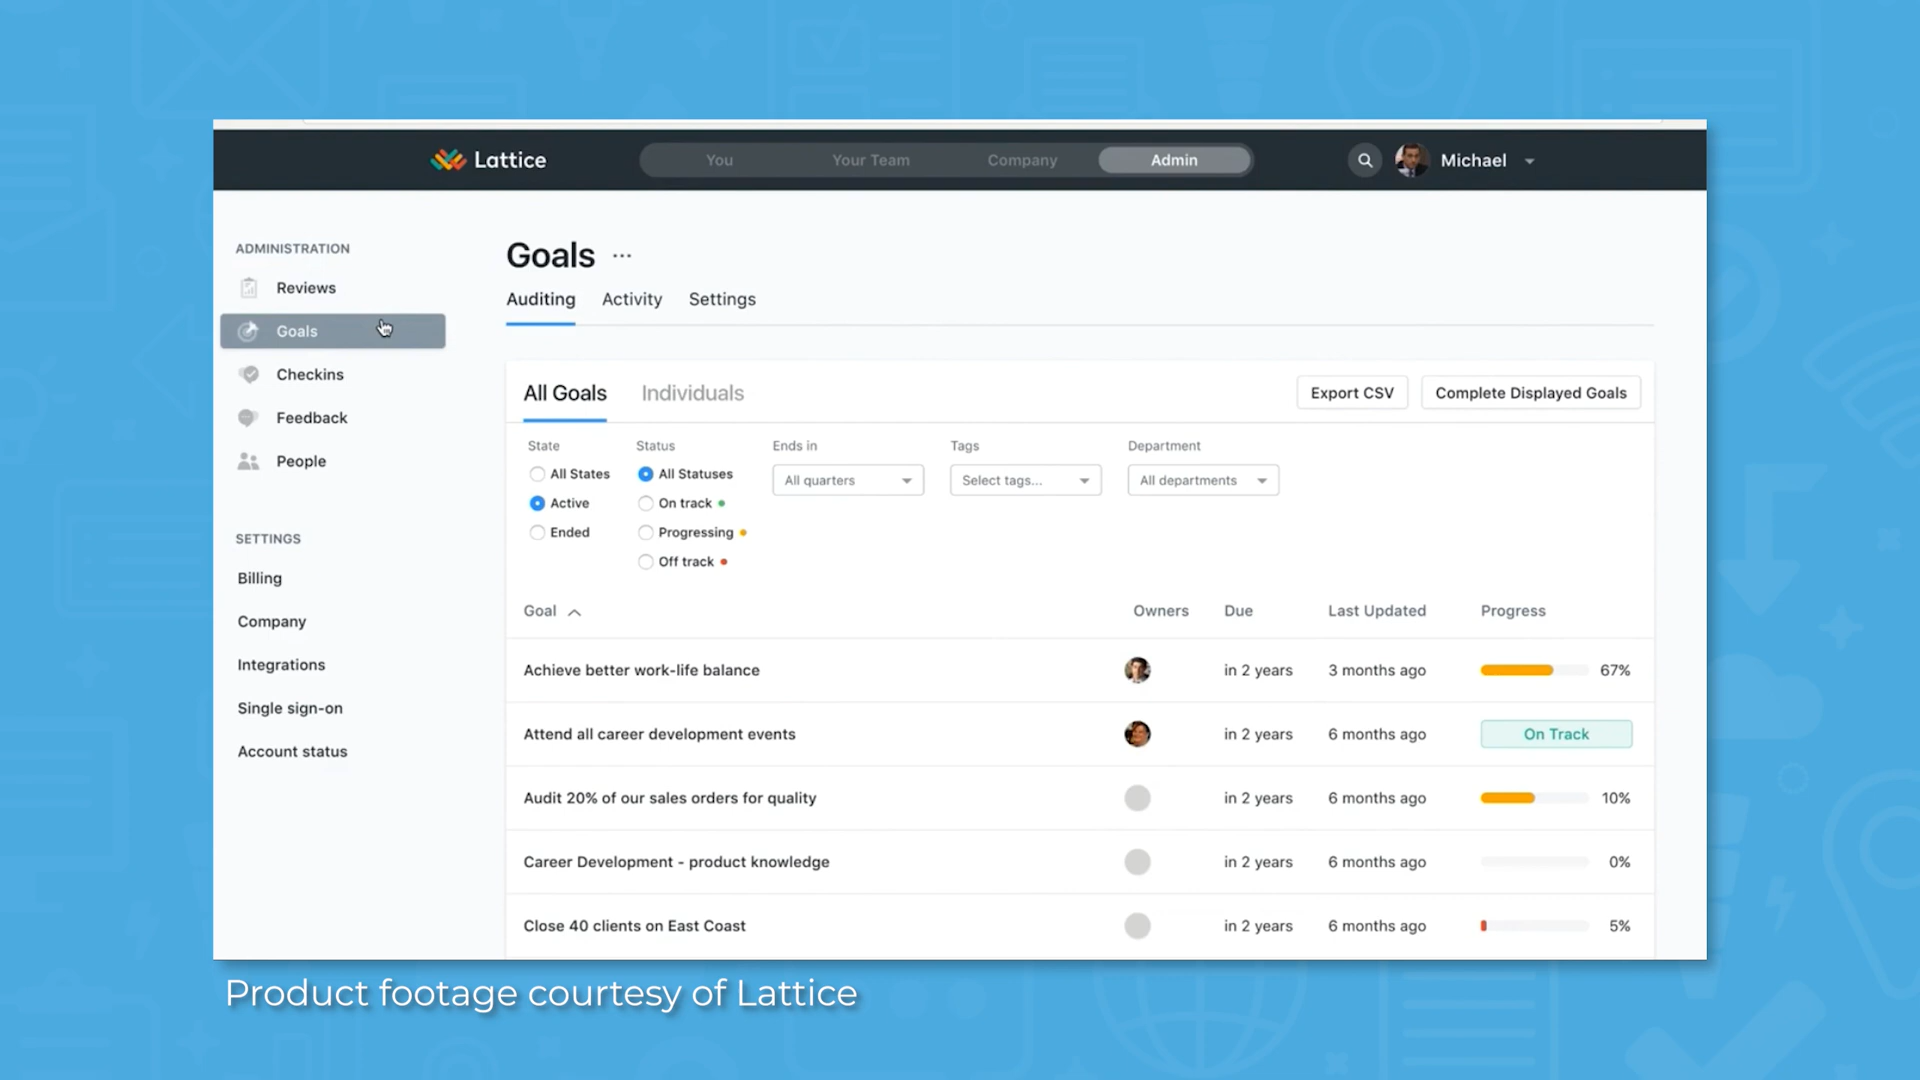 Lattice
You Your Team Company Admin
Michael
ADMINISTRATION
Reviews
Goals
Checkins
Feedback
People
SETTINGS
Billing
Company
Integrations
Single sign-on
Account status
Goals ...
Auditing Activity Settings
All Goals Individuals
Export CSV Complete Displayed Goals
State
All States
Active
Ended
Status
All Statuses
On track
Progressing
Off track
Ends in
All quarters
Tags
Select tags...
Department
All departments
Goal Owners Due Last Updated Progress
Achieve better work-life balance in 2 years 3 months ago 67%
Attend all career development events in 2 years 6 months ago On Track
Audit 20% of our sales orders for quality in 2 years 6 months ago 10%
Career Development - product knowledge in 2 years 6 months ago 0%
Close 40 clients on East Coast in 2 years 6 months ago 5%
Product footage courtesy of Lattice